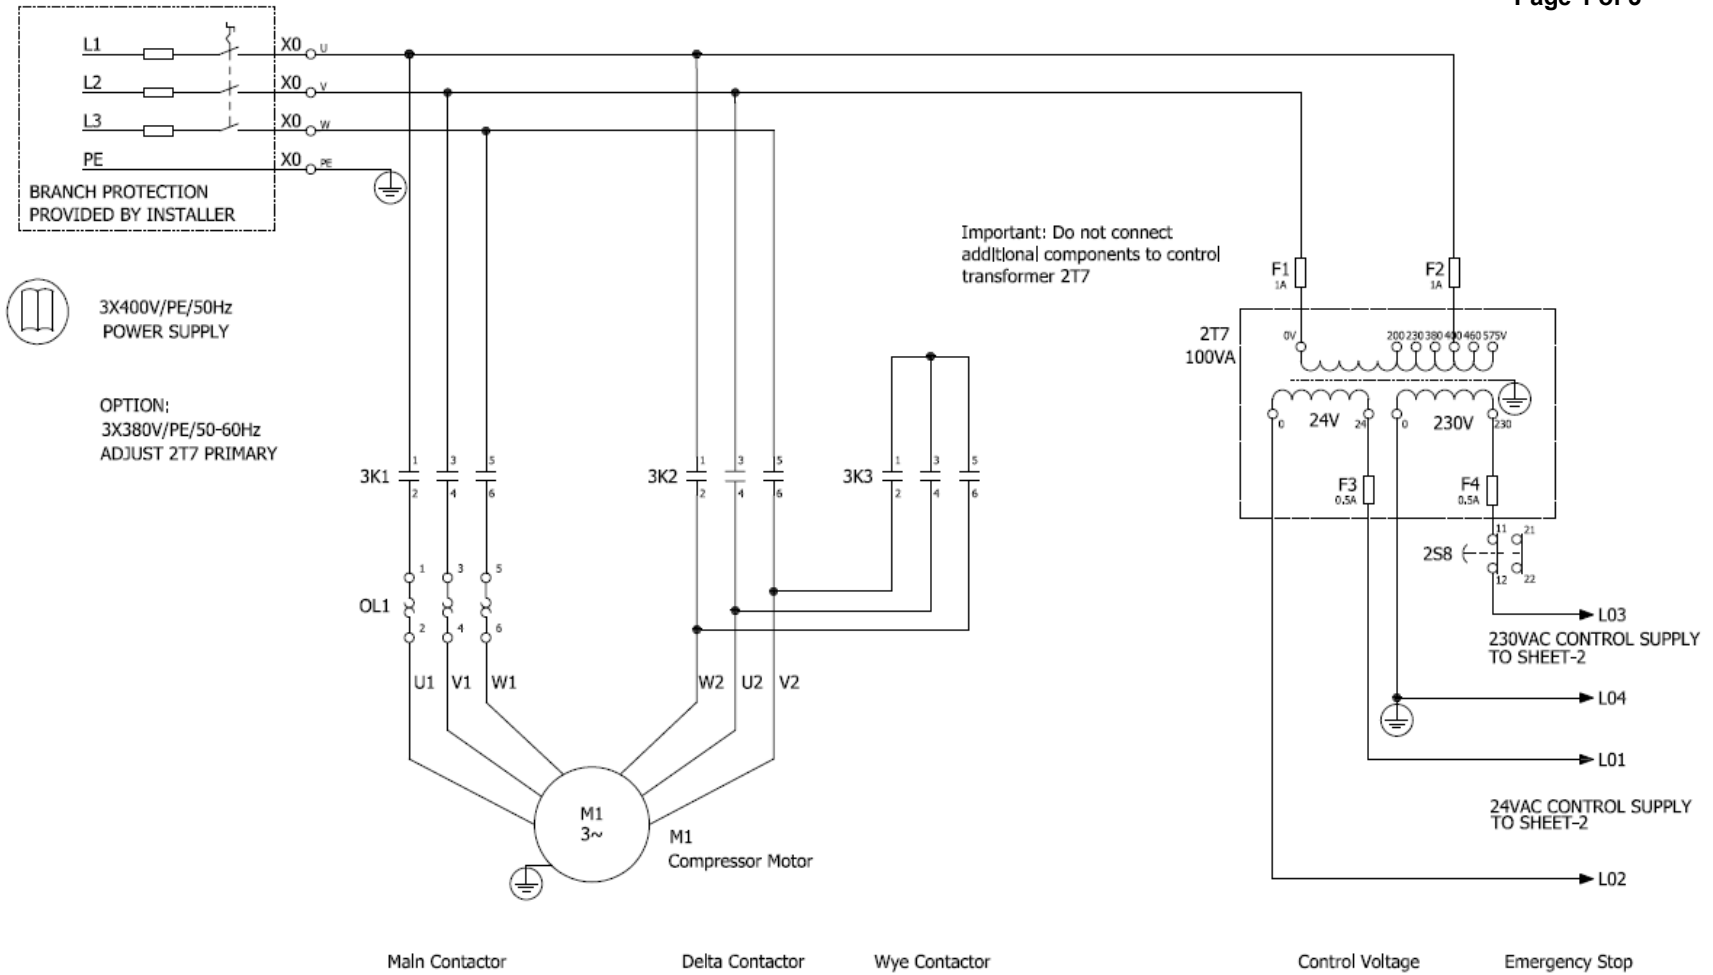 Page 1 of 6
L1 X0 U
L2 X0 V
L3 X0 W
PE X0 PE
BRANCH PROTECTION
PROVIDED BY INSTALLER
3X400V/PE/50Hz
POWER SUPPLY
OPTION:
3X380V/PE/50-60Hz
ADJUST 2T7 PRIMARY
Important: Do not connect
additional components to control
transformer 2T7
F1
1A
F2
1A
2T7
100VA
0V 200 230 380 400 460 575V
0 24V 24 0 230V 230
F3
0.5A
F4
0.5A
3K1 1 3 5
2 4 6
3K2 1 3 5
2 4 6
3K3 1 3 5
2 4 6
2S8 11 21
12 22
OL1 1 3 5
2 4 6
L03
230VAC CONTROL SUPPLY
TO SHEET-2
U1 V1 W1 W2 U2 V2
L04
L01
24VAC CONTROL SUPPLY
TO SHEET-2
M1
3~
M1
Compressor Motor
L02
Main Contactor Delta Contactor Wye Contactor Control Voltage Emergency Stop